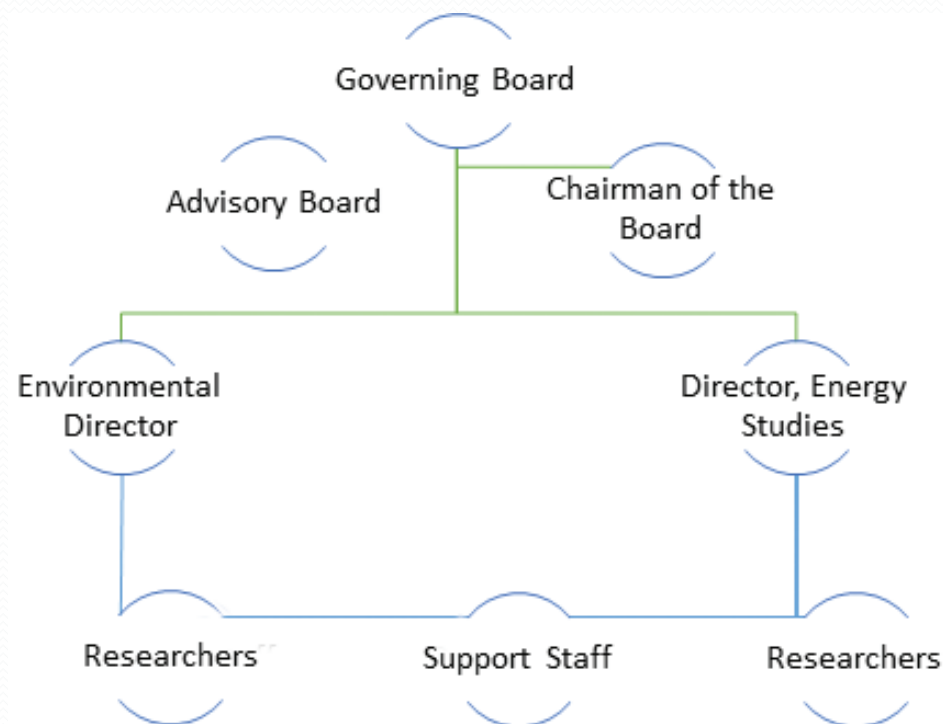 Governing Board
Advisory Board
Chairman of the
Board
Environmental
Director
Director, Energy
Studies
Researchers
Support Staff
Researchers